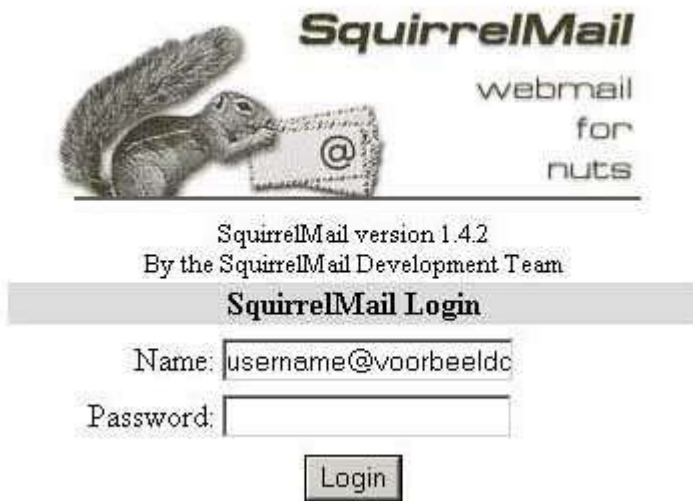 SquirrelMail
webmail
for
nuts
@
SquirrelMail version 1.4.2
By the SquirrelMail Development Team
SquirrelMail Login
Name: username@voorbeeldc
Password:
Login